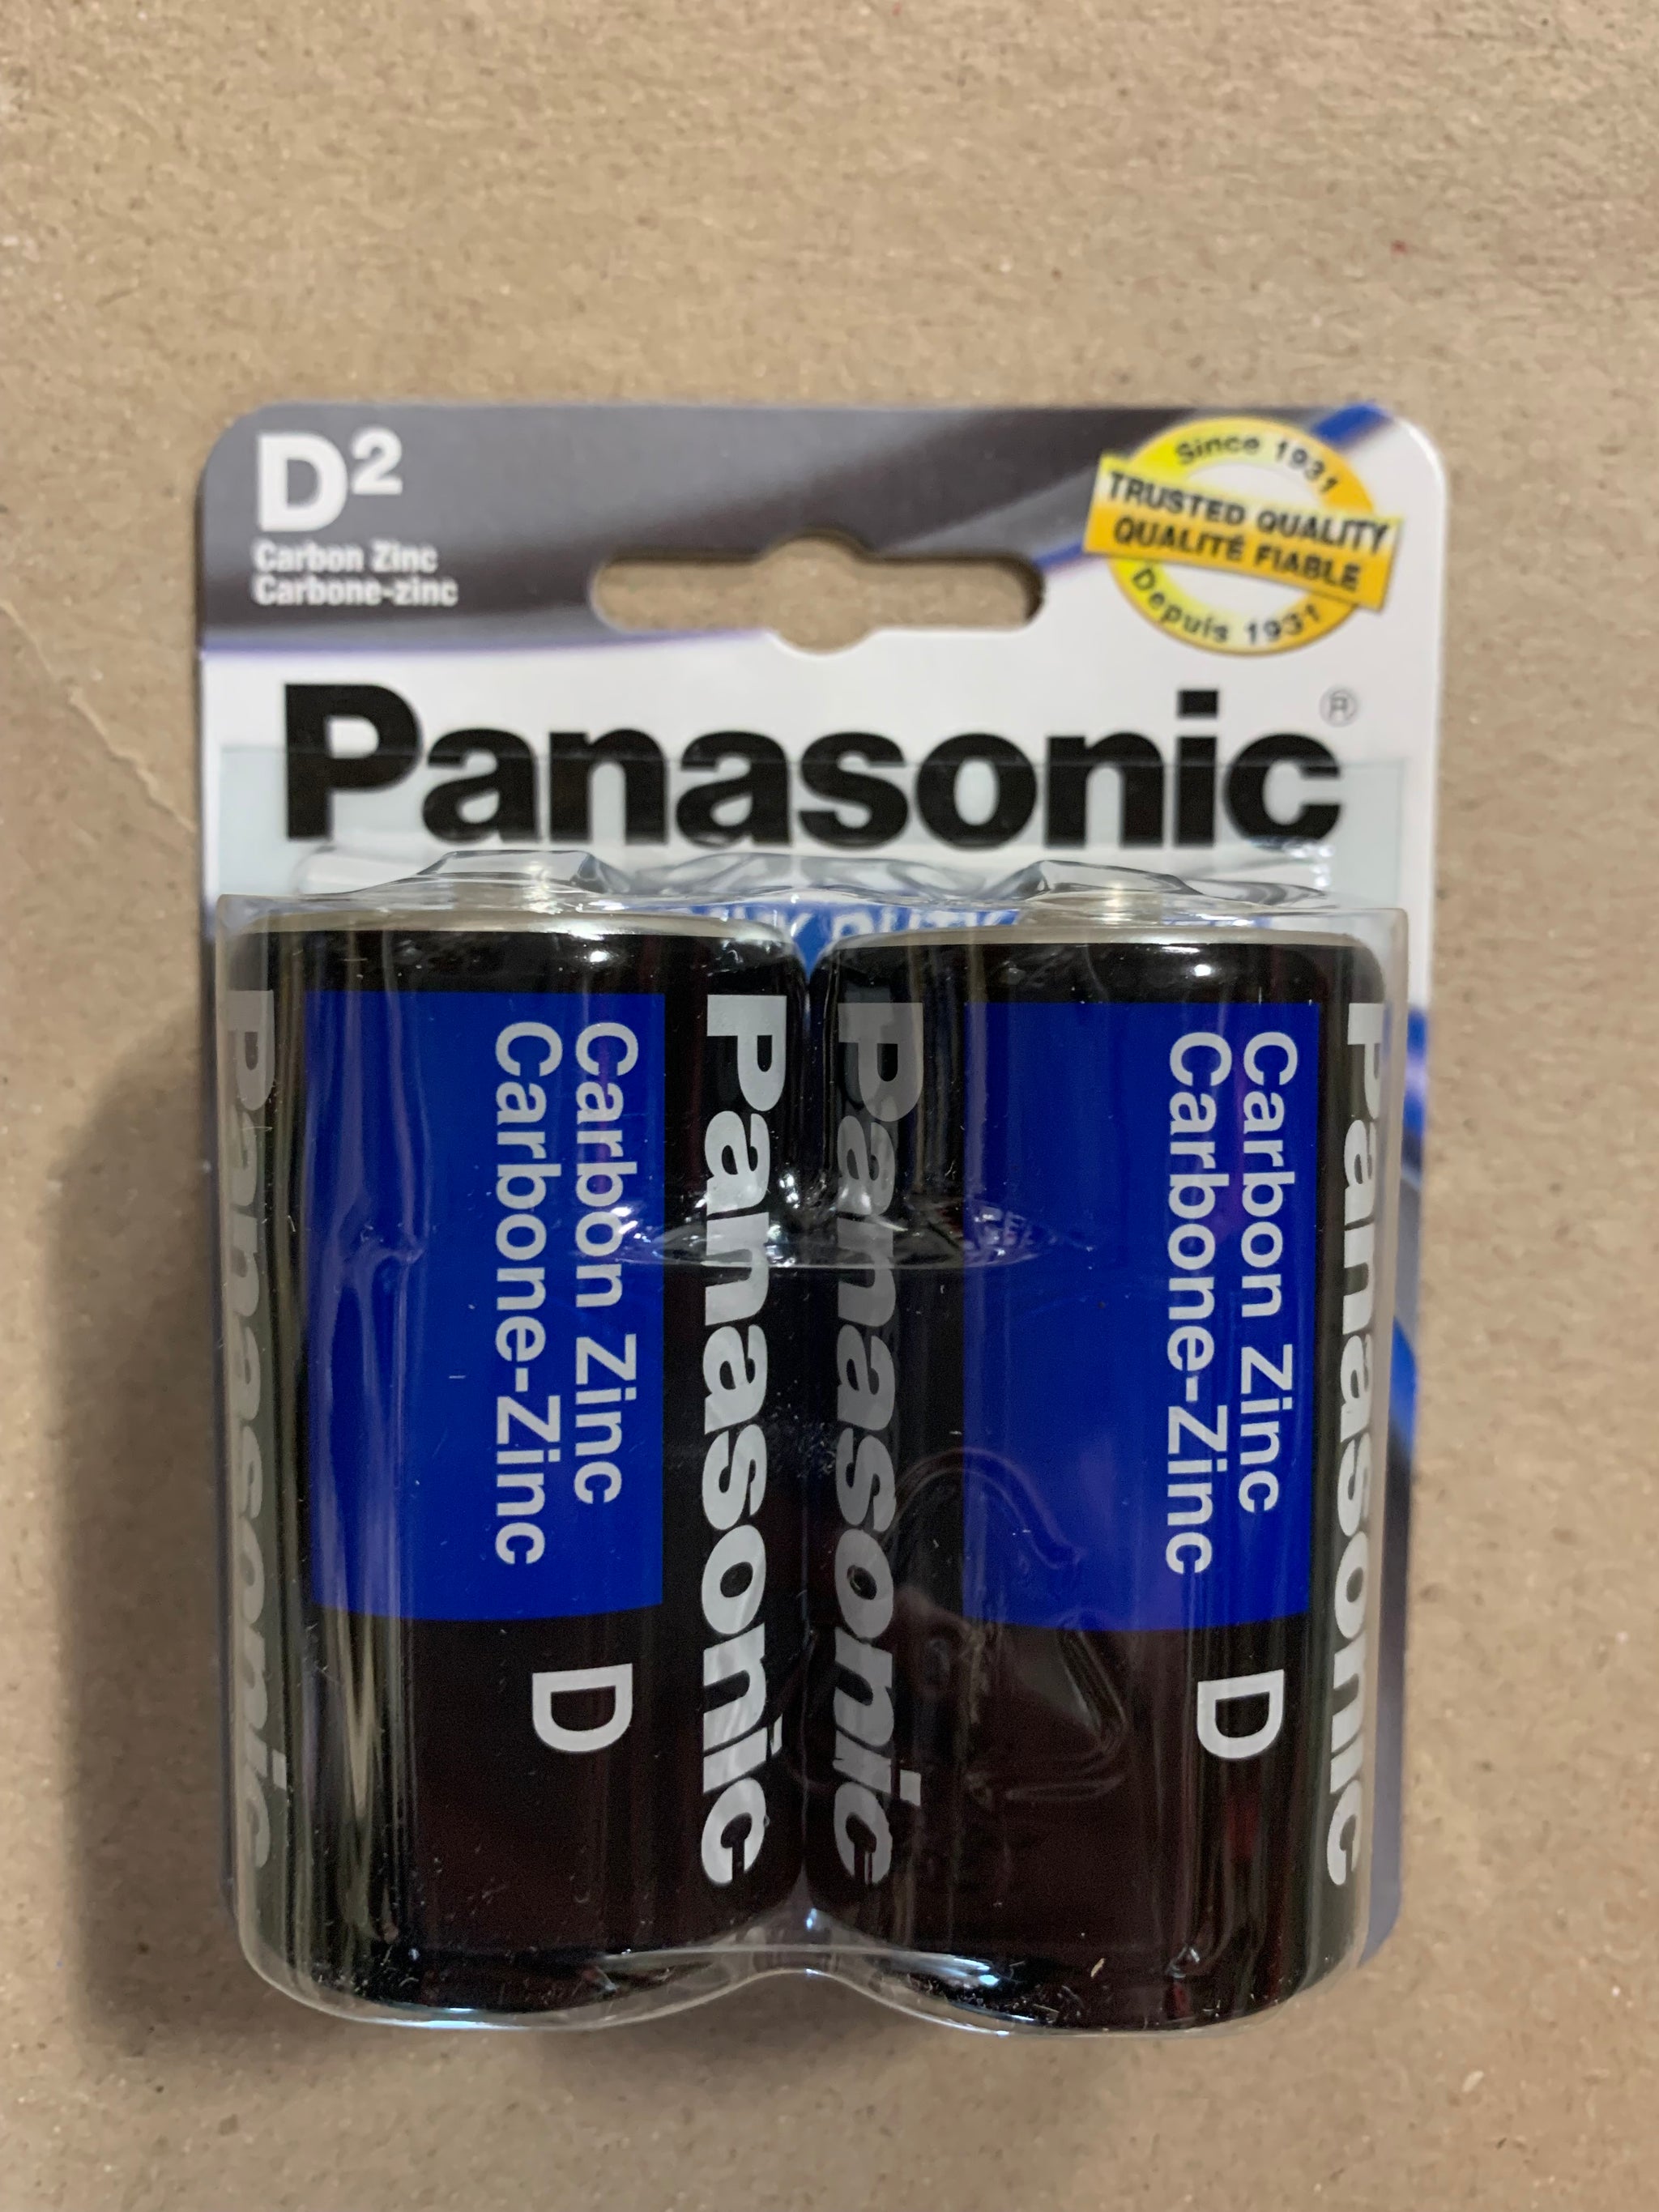 D2
Carbon Zinc
Carbone-zinc
Since 1931
TRUSTED QUALITY
QUALITÉ FIABLE
Depuis 1931
Panasonic®
DUTY
Panasonic
Carbon Zinc
Carbone-Zinc
D
Panasonic
Panasonic
Carbon Zinc
Carbone-Zinc
D
Panasonic